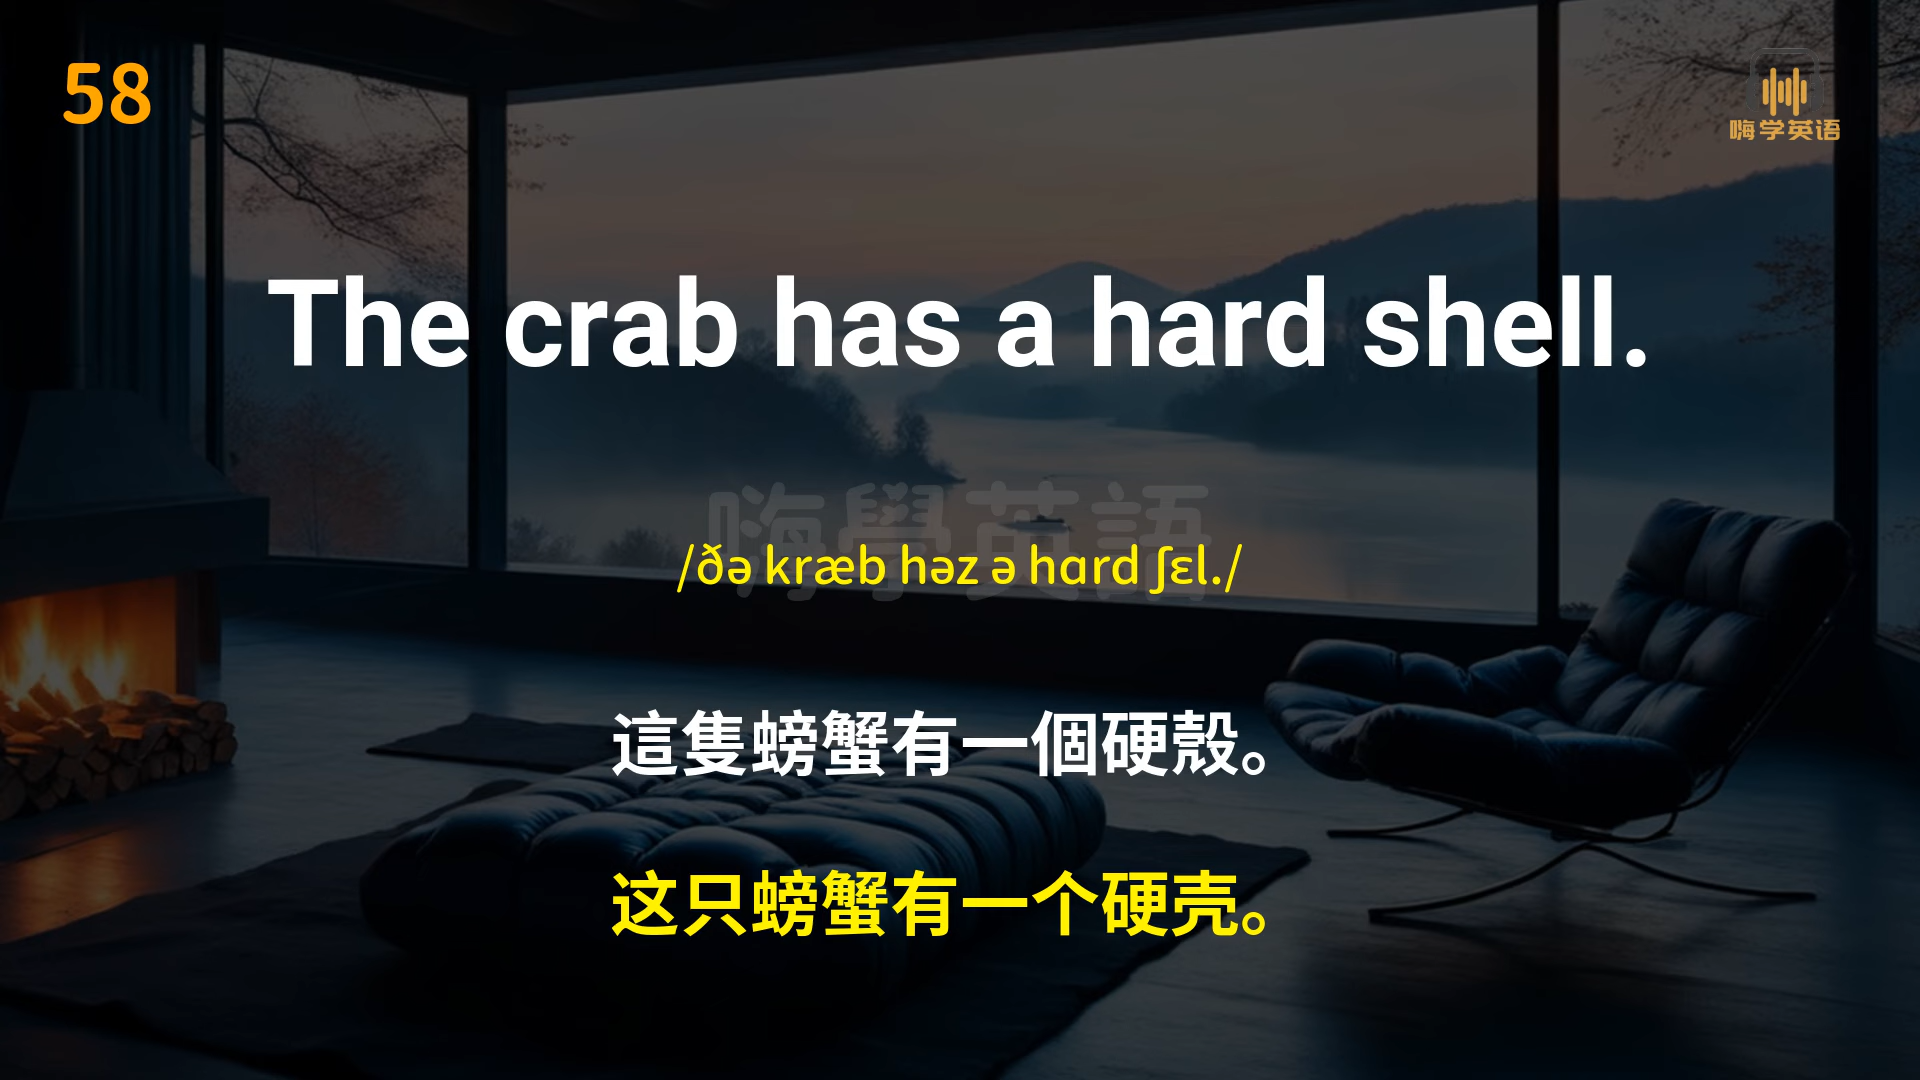 58
嗨学英语
The crab has a hard shell.
嗨學英語
/ðə kræb həz ə hɑrd ʃɛl./
這隻螃蟹有一個硬殼。
这只螃蟹有一个硬壳。